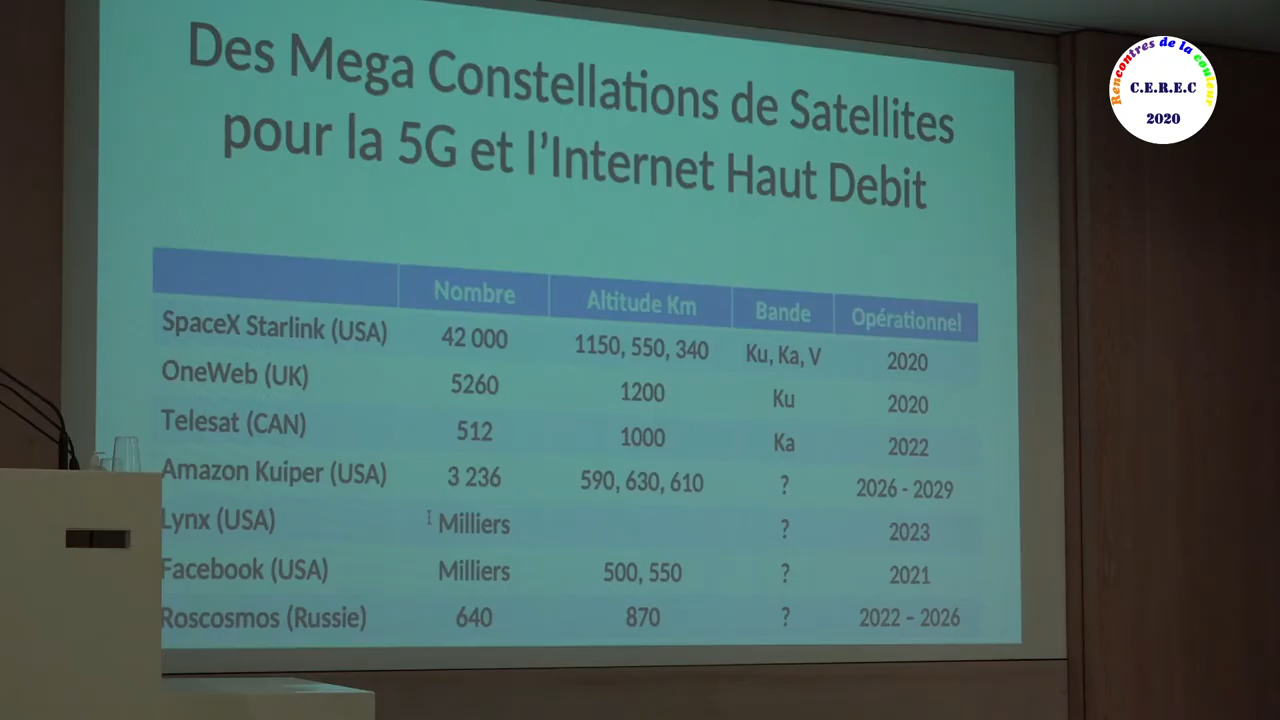 Des Mega Constellations de Satellites
pour la 5G et l'Internet Haut Debit
Nombre Altitude Km Bande Opérationnel
SpaceX Starlink (USA) 42 000 1150, 550, 340 Ku, Ka, V 2020
OneWeb (UK) 5260 1200 Ku 2020
Telesat (CAN) 512 1000 Ka 2022
Amazon Kuiper (USA) 3 236 590, 630, 610 ? 2026 - 2029
Lynx (USA) Milliers ? 2023
Facebook (USA) Milliers 500, 550 ? 2021
Roscosmos (Russie) 640 870 ? 2022 – 2026
Rencontres de la couleur
C.E.R.E.C
2020